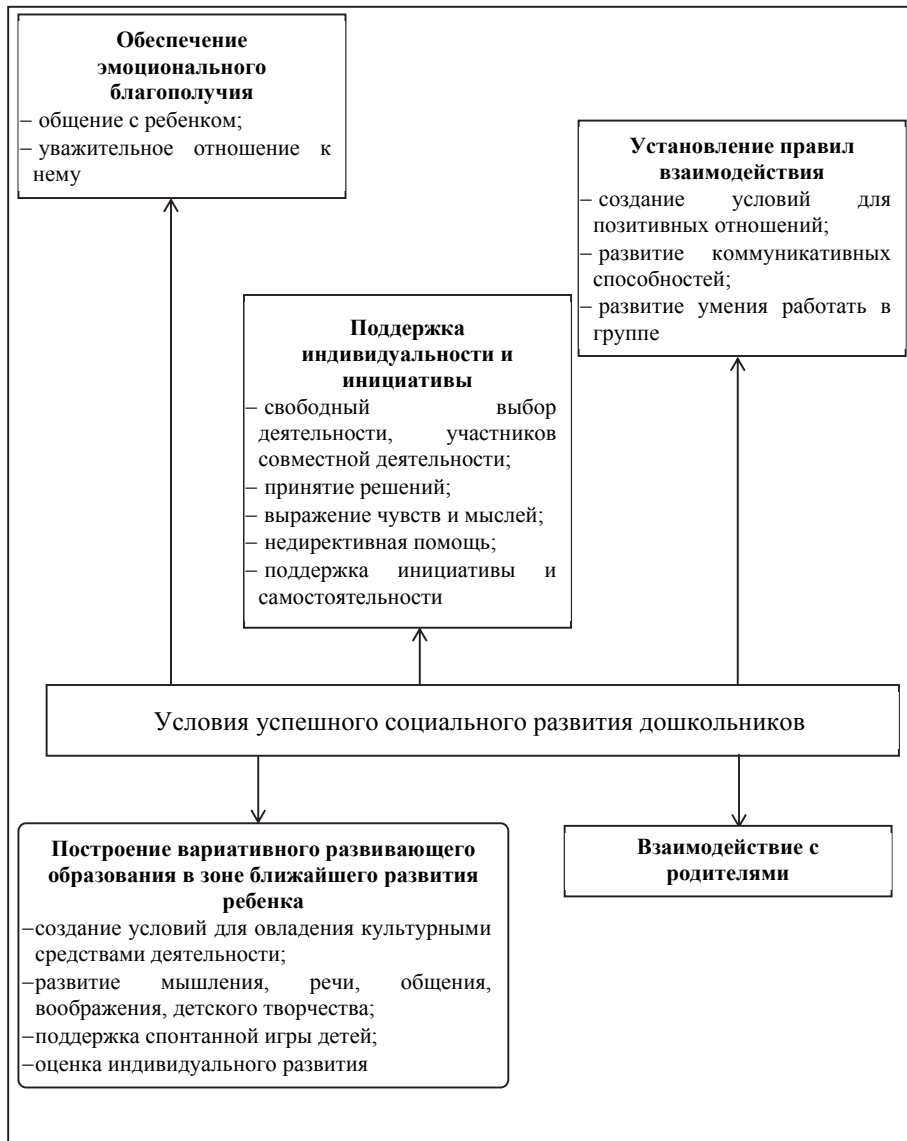 Обеспечение
эмоционального
благополучия
– общение с ребенком;
– уважительное отношение к
нему
Установление правил
взаимодействия
– создание условий для
позитивных отношений;
– развитие коммуникативных
способностей;
– развитие умения работать в
группе
Поддержка
индивидуальности и
инициативы
– свободный выбор
деятельности, участников
совместной деятельности;
– принятие решений;
– выражение чувств и мыслей;
– недирективная помощь;
– поддержка инициативы и
самостоятельности
Условия успешного социального развития дошкольников
Построение вариативного развивающего
образования в зоне ближайшего развития
ребенка
–создание условий для овладения культурными
средствами деятельности;
–развитие мышления, речи, общения,
воображения, детского творчества;
–поддержка спонтанной игры детей;
–оценка индивидуального развития
Взаимодействие с
родителями